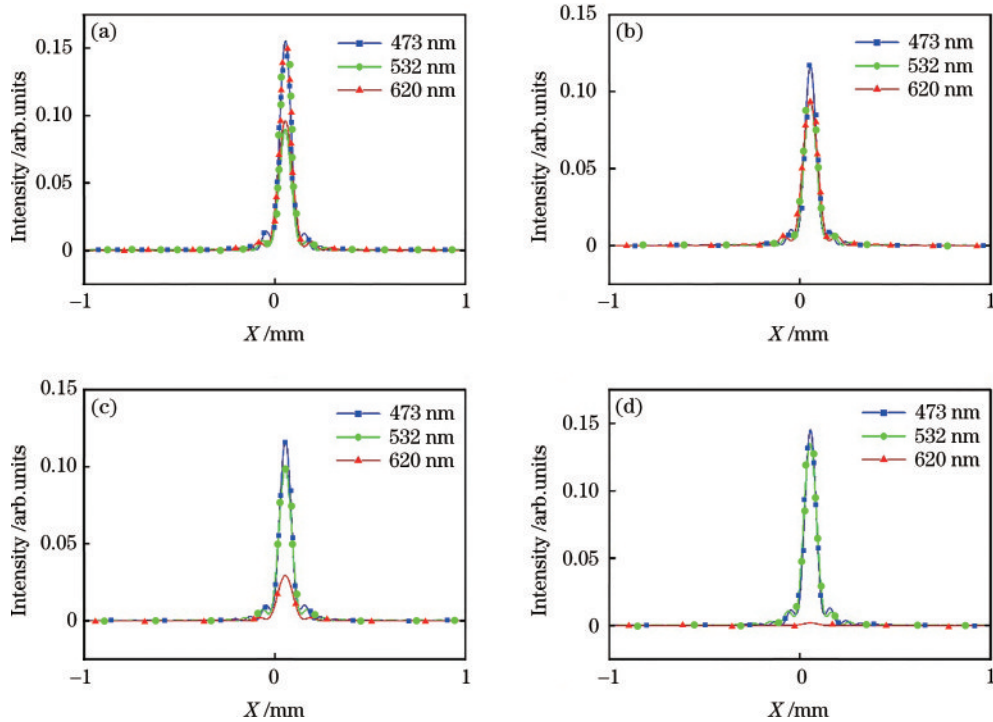 (a)
473 nm
532 nm
620 nm
0.15
0.10
0.05
0
Intensity /arb.units
−1
0
1
X /mm
(b)
473 nm
532 nm
620 nm
0.15
0.10
0.05
0
Intensity /arb.units
−1
0
1
X /mm
(c)
473 nm
532 nm
620 nm
0.15
0.10
0.05
0
Intensity /arb.units
−1
0
1
X /mm
(d)
473 nm
532 nm
620 nm
0.15
0.10
0.05
0
Intensity /arb.units
−1
0
1
X /mm